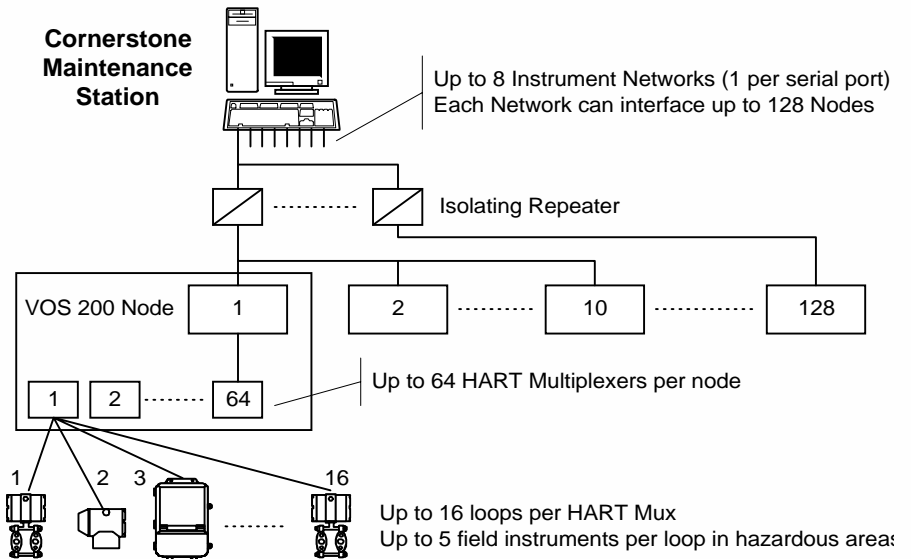 Cornerstone
Maintenance
Station
Up to 8 Instrument Networks (1 per serial port)
Each Network can interface up to 128 Nodes
Isolating Repeater
VOS 200 Node
1
2
10
128
Up to 64 HART Multiplexers per node
1
2
64
1
2
3
16
Up to 16 loops per HART Mux
Up to 5 field instruments per loop in hazardous areas